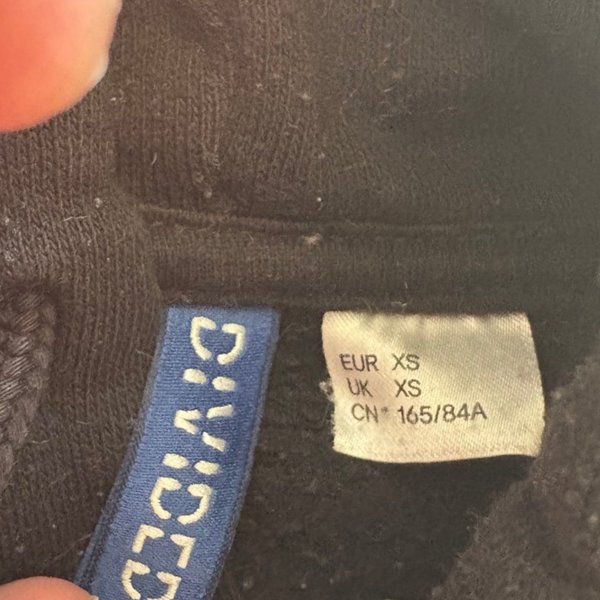 DIVIDED
EUR XS
UK XS
CN* 165/84A